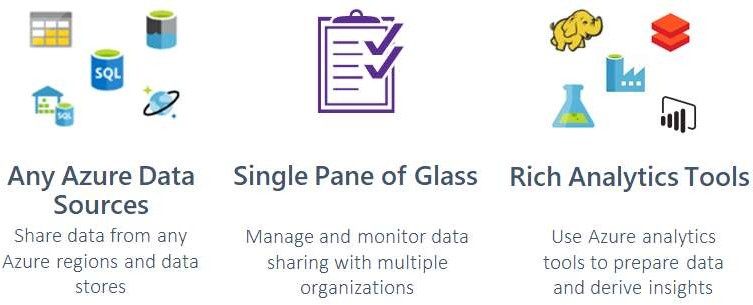 SQL
SQL
Any Azure Data
Sources
Share data from any
Azure regions and data
stores
Single Pane of Glass
Manage and monitor data
sharing with multiple
organizations
Rich Analytics Tools
Use Azure analytics
tools to prepare data
and derive insights